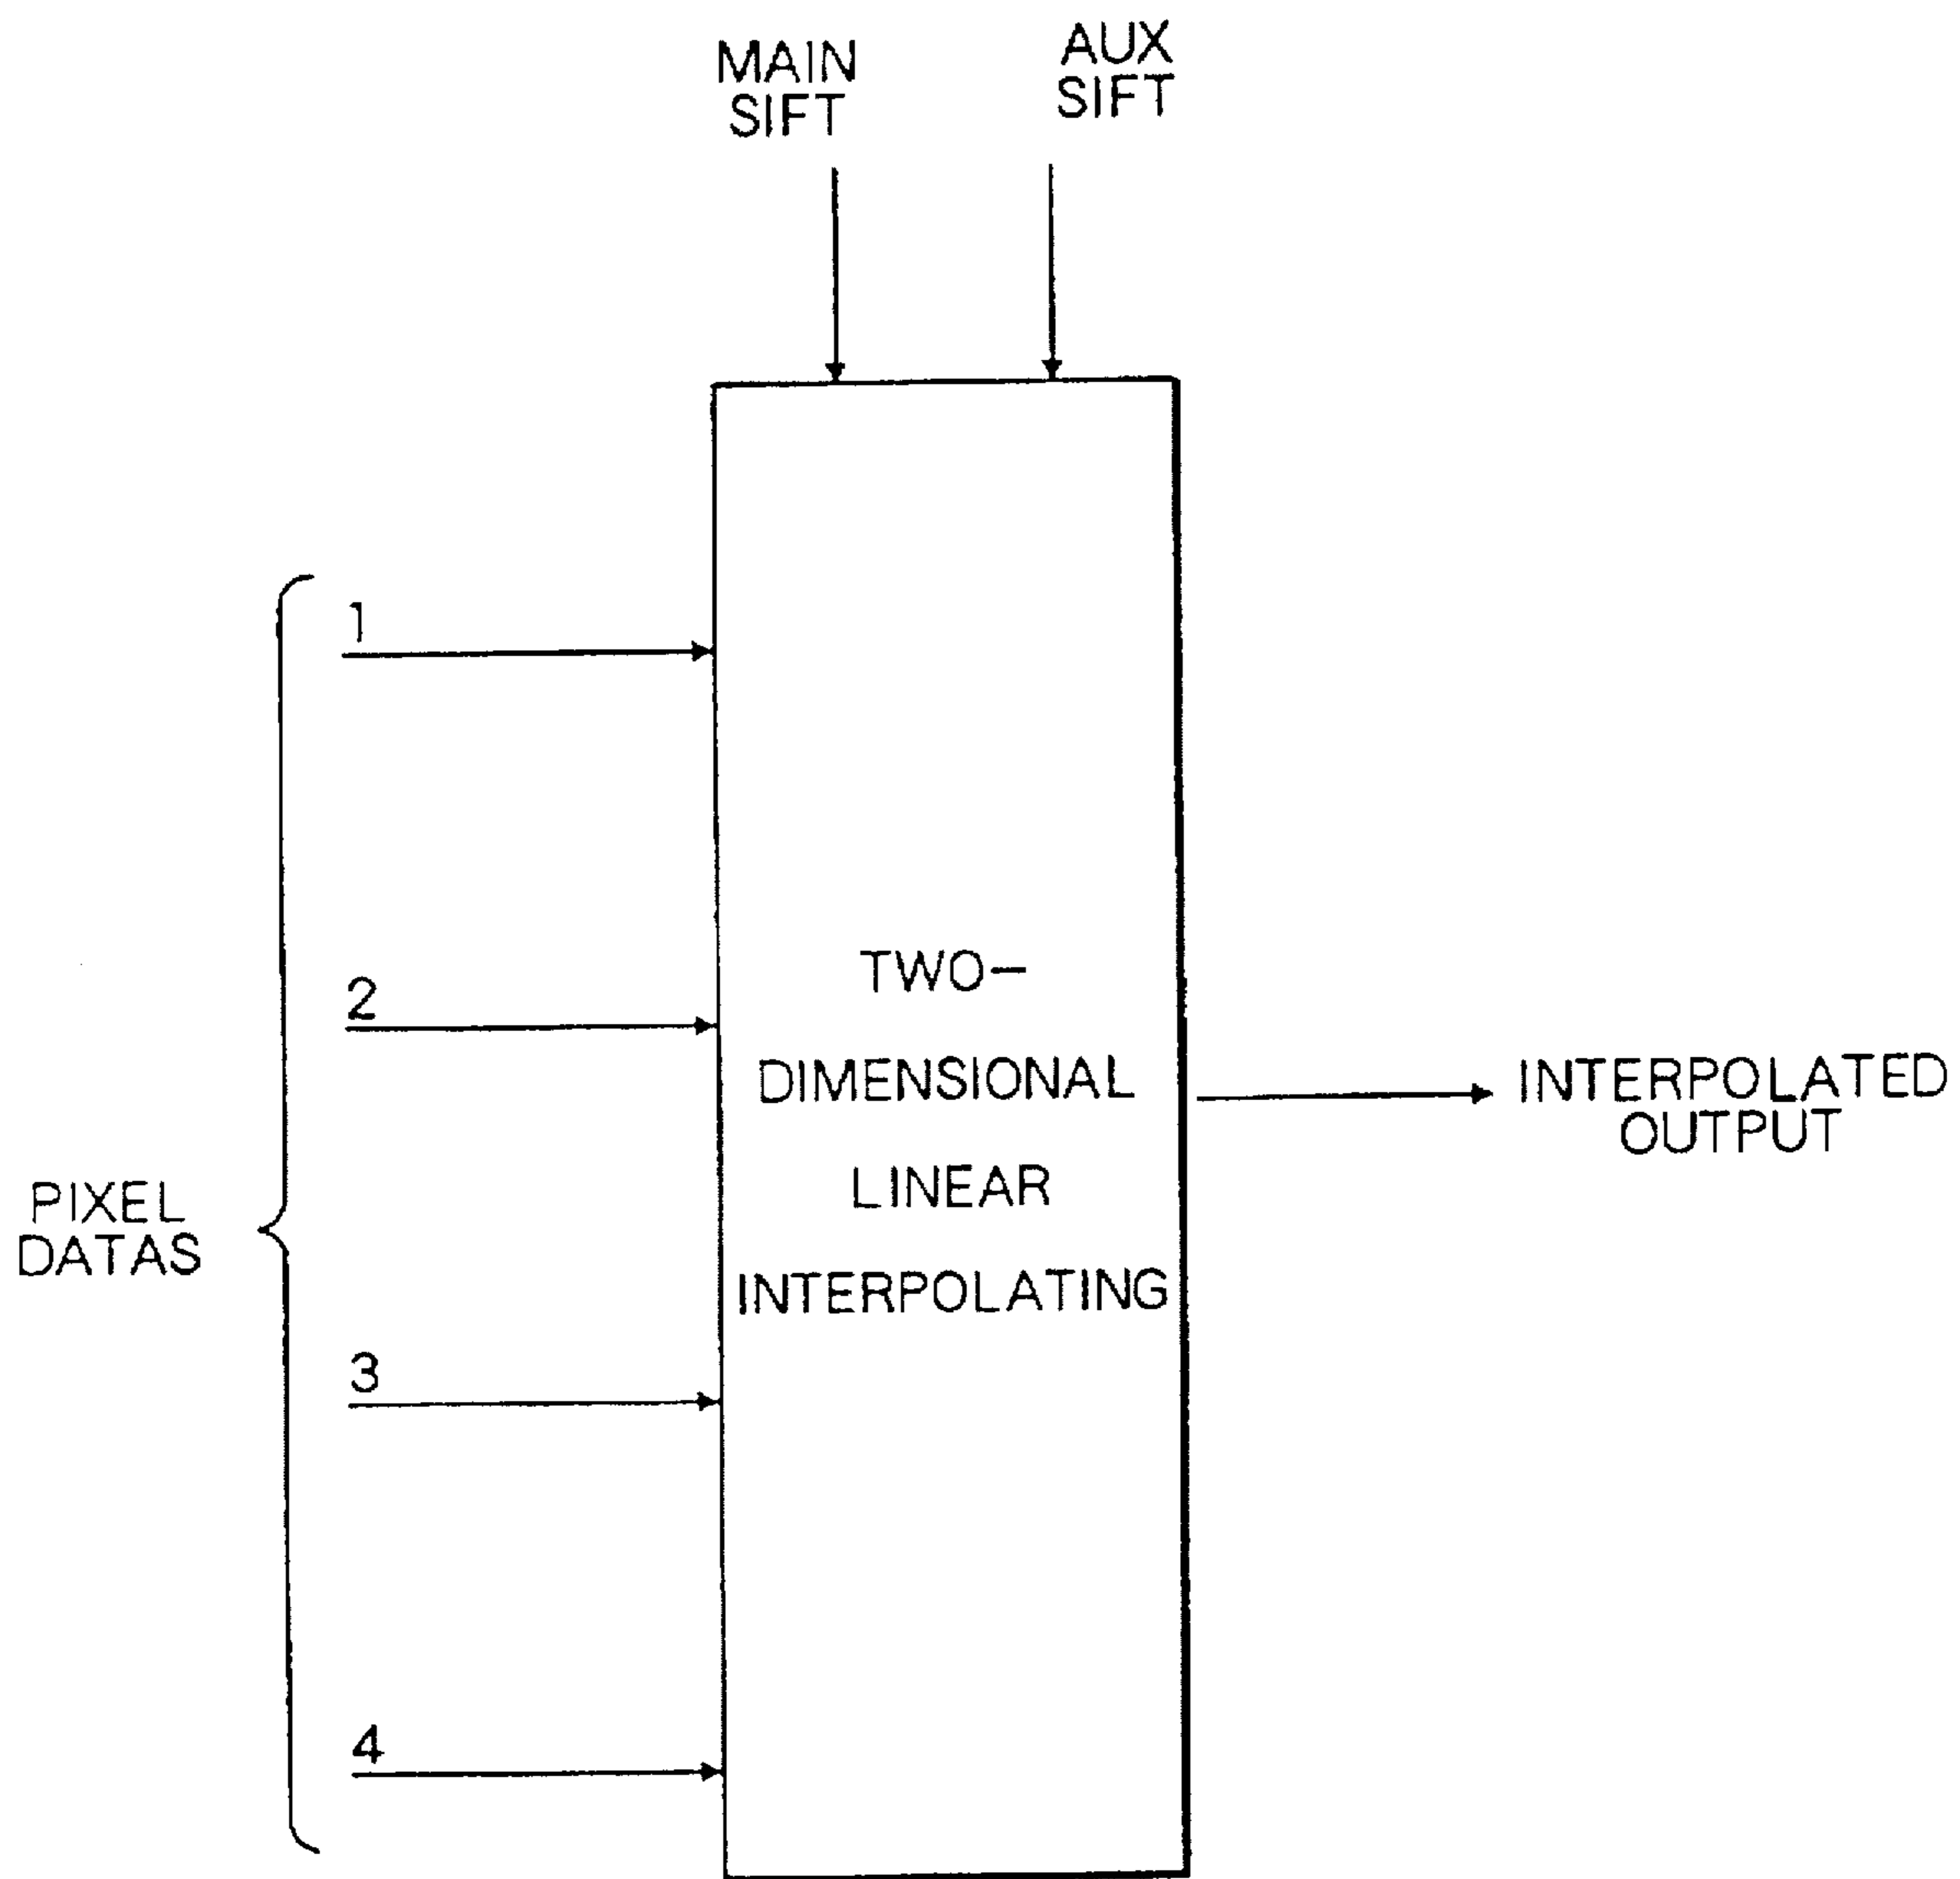 MAIN
SIFT
AUX
SIFT
1
2
3
4
PIXEL
DATAS
TWO-
DIMENSIONAL
LINEAR
INTERPOLATING
INTERPOLATED
OUTPUT